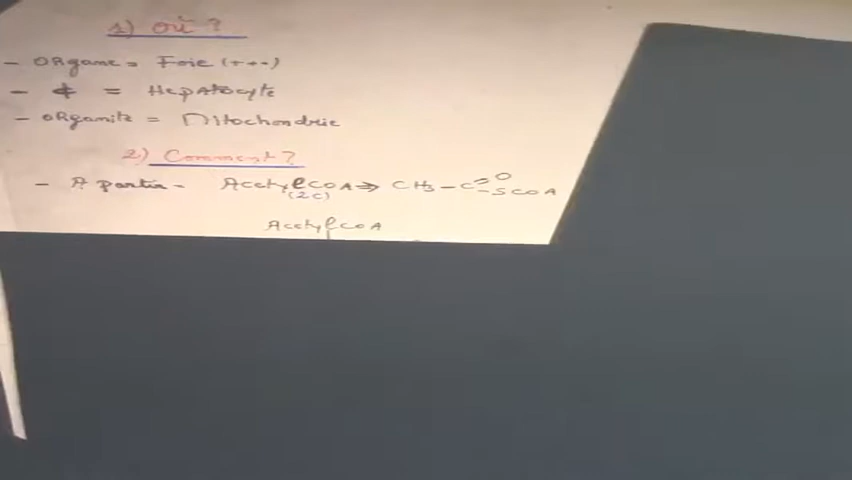 1) Où ?
- Organe = Foie (+++)
- = Hepatocyte
- Organite = Mitochondrie
2) Comment ?
- A partir - AcetylCOA => CH3 - C = O - SCOA
(2C)
AcetylCOA